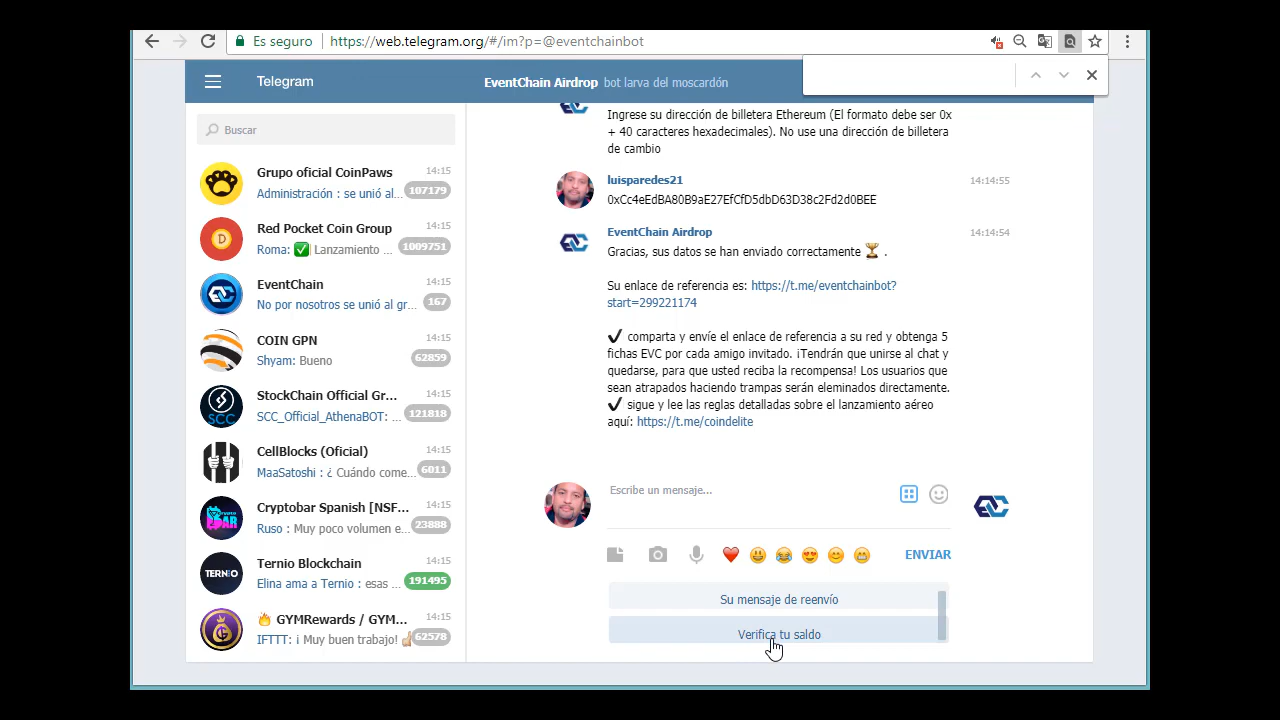 Es seguro https://web.telegram.org/#/im?p=@eventchainbot
Telegram EventChain Airdrop bot larva del moscardón
Buscar
Grupo oficial CoinPaws 14:15
Administración : se unió al... 107179
Red Pocket Coin Group 14:15
Roma: ✅ Lanzamiento ... 1009751
EventChain 14:15
No por nosotros se unió al gr... 167
COIN GPN 14:15
Shyam: Bueno 62859
StockChain Official Gr... 14:15
SCC_Official_AthenaBOT: ... 121818
CellBlocks (Oficial) 14:15
MaaSatoshi : ¿ Cuándo come... 6011
Cryptobar Spanish [NSF... 14:15
Ruso : Muy poco volumen e... 23888
Ternio Blockchain 14:15
Elina ama a Ternio : esas ... 191495
🔥 GYMRewards / GYM... 14:15
IFTTT: ¡ Muy buen trabajo! 62578
Ingrese su dirección de billetera Ethereum (El formato debe ser 0x
+ 40 caracteres hexadecimales). No use una dirección de billetera
de cambio
luisparedes21 14:14:55
0xCc4eEdBA80B9aE27EfCfD5dbD63D38c2Fd2d0BEE
EventChain Airdrop 14:14:54
Gracias, sus datos se han enviado correctamente ⏳ .
Su enlace de referencia es: https://t.me/eventchainbot?
start=299221174
✔ comparta y envíe el enlace de referencia a su red y obtenga 5
fichas EVC por cada amigo invitado. ¡Tendrán que unirse al chat y
quedarse, para que usted reciba la recompensa! Los usuarios que
sean atrapados haciendo trampas serán eleminados directamente.
✔ sigue y lee las reglas detalladas sobre el lanzamiento aéreo
aquí: https://t.me/coindelite
Escribe un mensaje...
ENVIAR
Su mensaje de reenvío
Verifica tu saldo
SCC
TERNIO